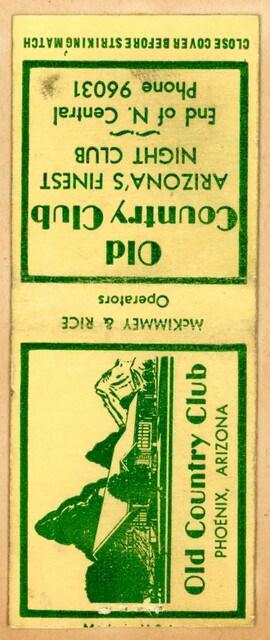 CLOSE COVER BEFORE STRIKING MATCH
Old
Country Club
ARIZONA'S FINEST
NIGHT CLUB
End of N. Central
Phone 96031
McKIMMEY & RICE
Operators
Old Country Club
PHOENIX, ARIZONA